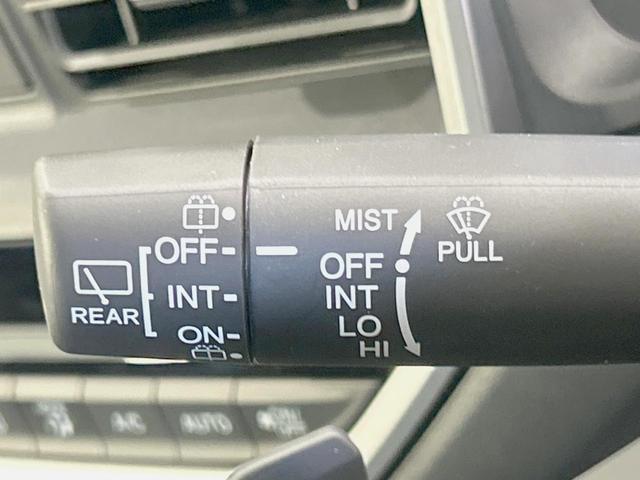 MIST
PULL
OFF
INT
LO
HI
OFF
INT
ON
REAR
A/C
AUTO